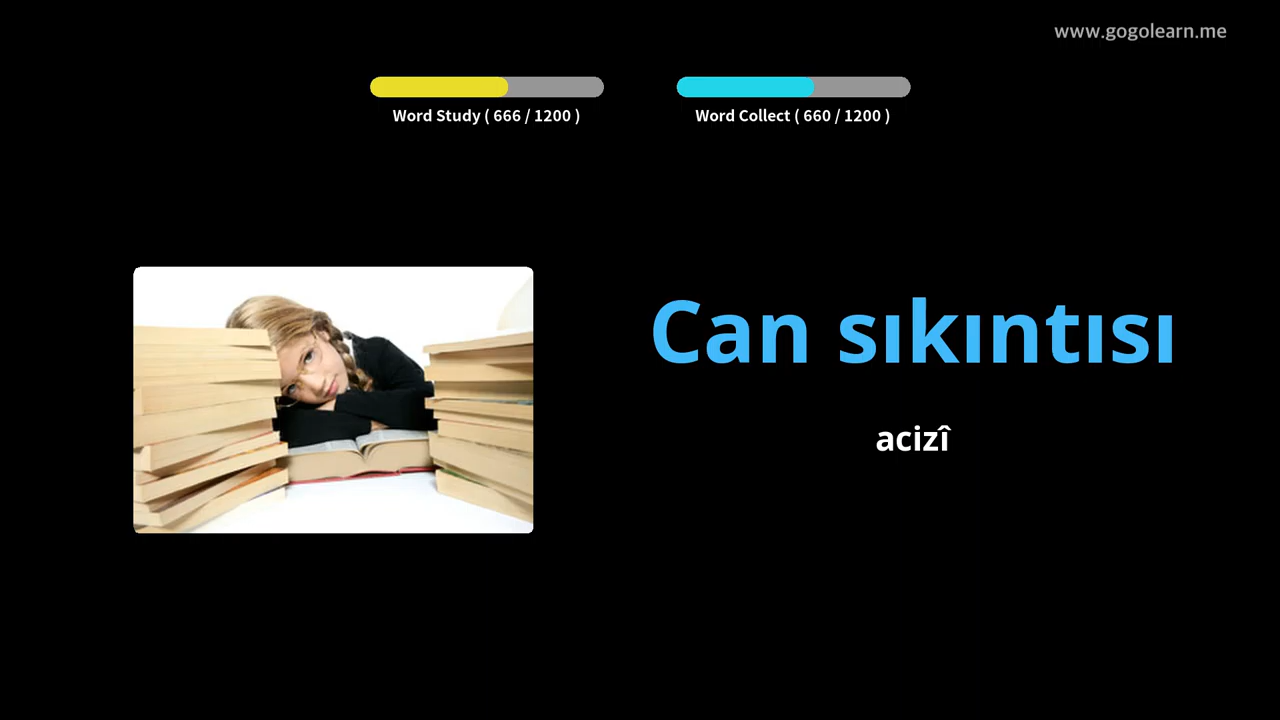 www.gogolearn.me
Word Study ( 666 / 1200 )
Word Collect ( 660 / 1200 )
Can sıkıntısı
acizî